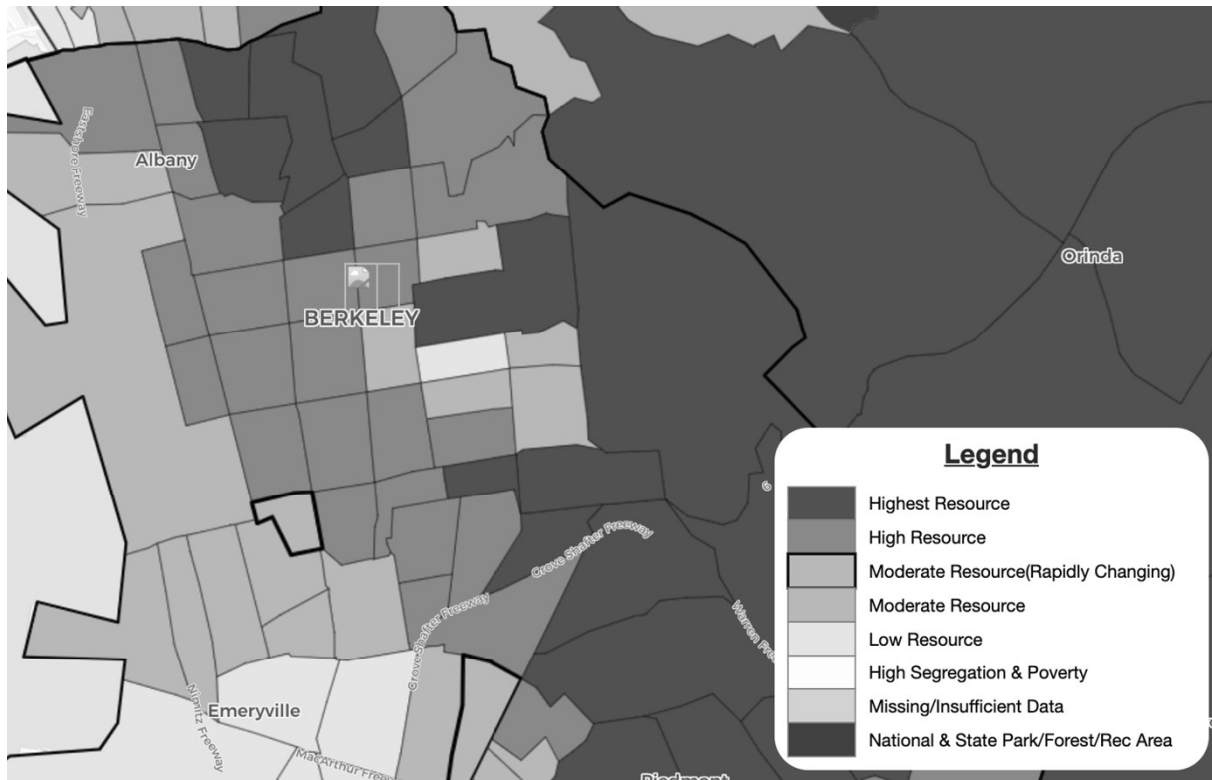 Eastshore Freeway
Albany
Orinda
BERKELEY
Grove Shafter Freeway
Warren
Grove Shafter Freeway
Nimitz Freeway
Emeryville
MacArthur
Piedmont
Legend
Highest Resource
High Resource
Moderate Resource(Rapidly Changing)
Moderate Resource
Low Resource
High Segregation & Poverty
Missing/Insufficient Data
National & State Park/Forest/Rec Area